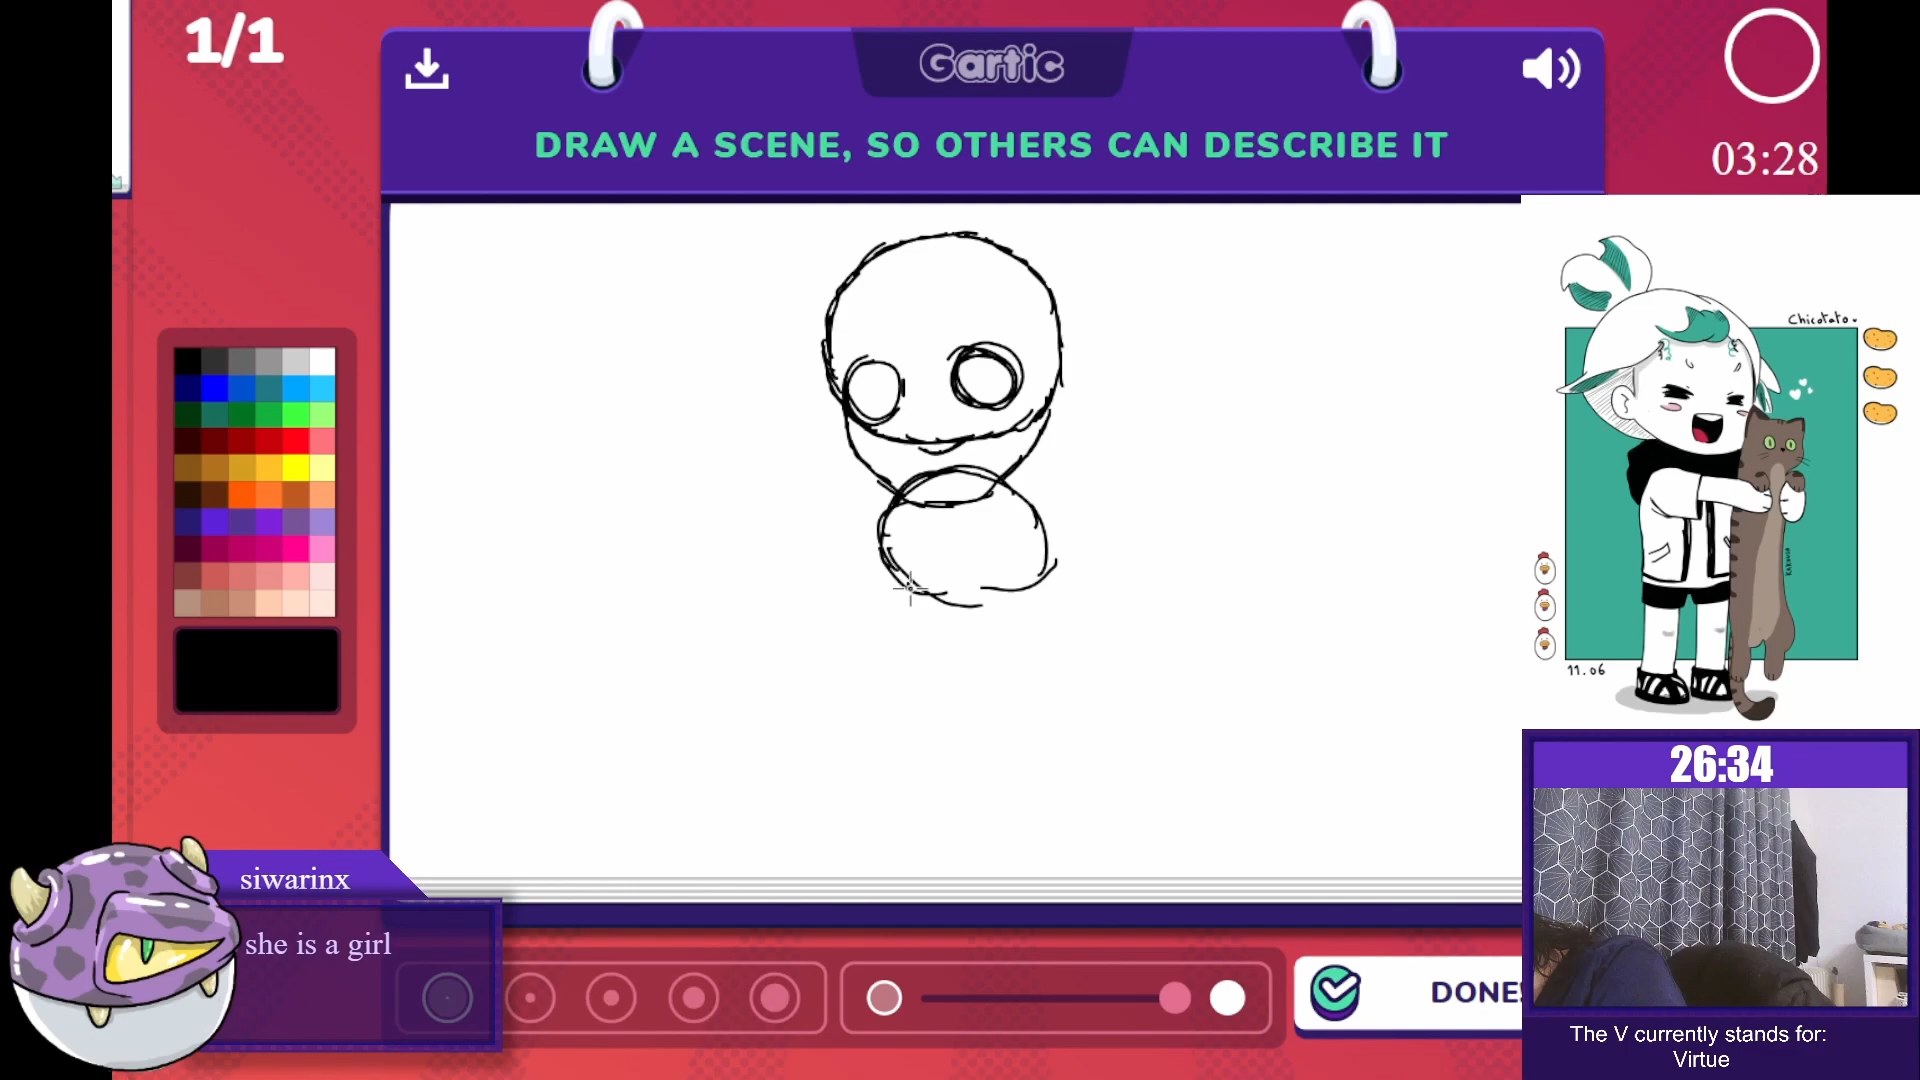 1/1
Gartic
DRAW A SCENE, SO OTHERS CAN DESCRIBE IT
03:28
Chicotato.
11.06
26:34
siwarinx
she is a girl
DONE!
The V currently stands for:
Virtue